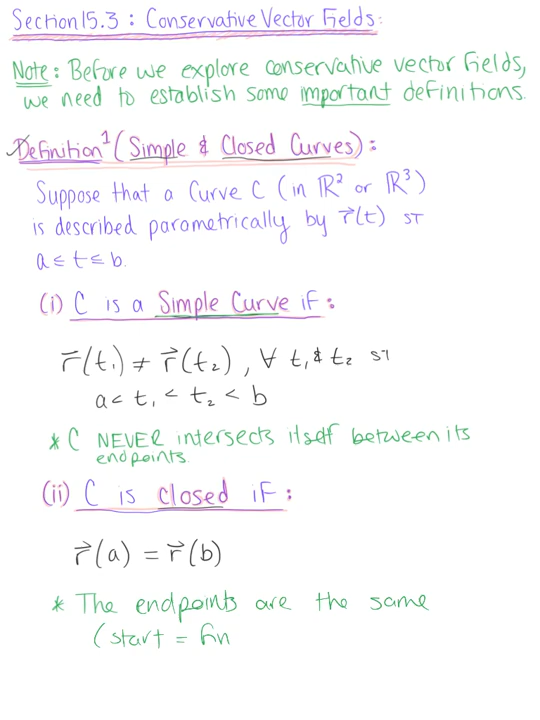 Section 15.3 : Conservative Vector Fields:
Note: Before we explore conservative vector fields,
we need to establish some important definitions.
Definition¹ (Simple & Closed Curves):
Suppose that a Curve C (in ℝ² or ℝ³)
is described parametrically by r⃗(t) ST
a ≤ t ≤ b.
(i) C is a Simple Curve if:
r⃗(t₁) ≠ r⃗(t₂), ∀ t₁ & t₂ ST
a < t₁ < t₂ < b
* C NEVER intersects itself between its
endpoints.
(ii) C is closed if:
r⃗(a) = r⃗(b)
* The endpoints are the same
(start = fin